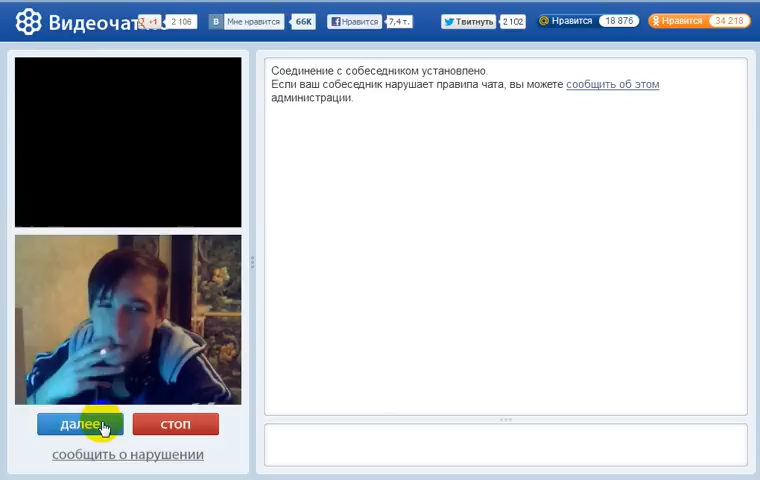 Видеочат
+1 2 106
В Мне нравится 66K
Нравится 7,4 т.
Твитнуть 2 102
Нравится 18 876
Нравится 34 218
Соединение с собеседником установлено.
Если ваш собеседник нарушает правила чата, вы можете сообщить об этом
администрации.
далее
стоп
сообщить о нарушении